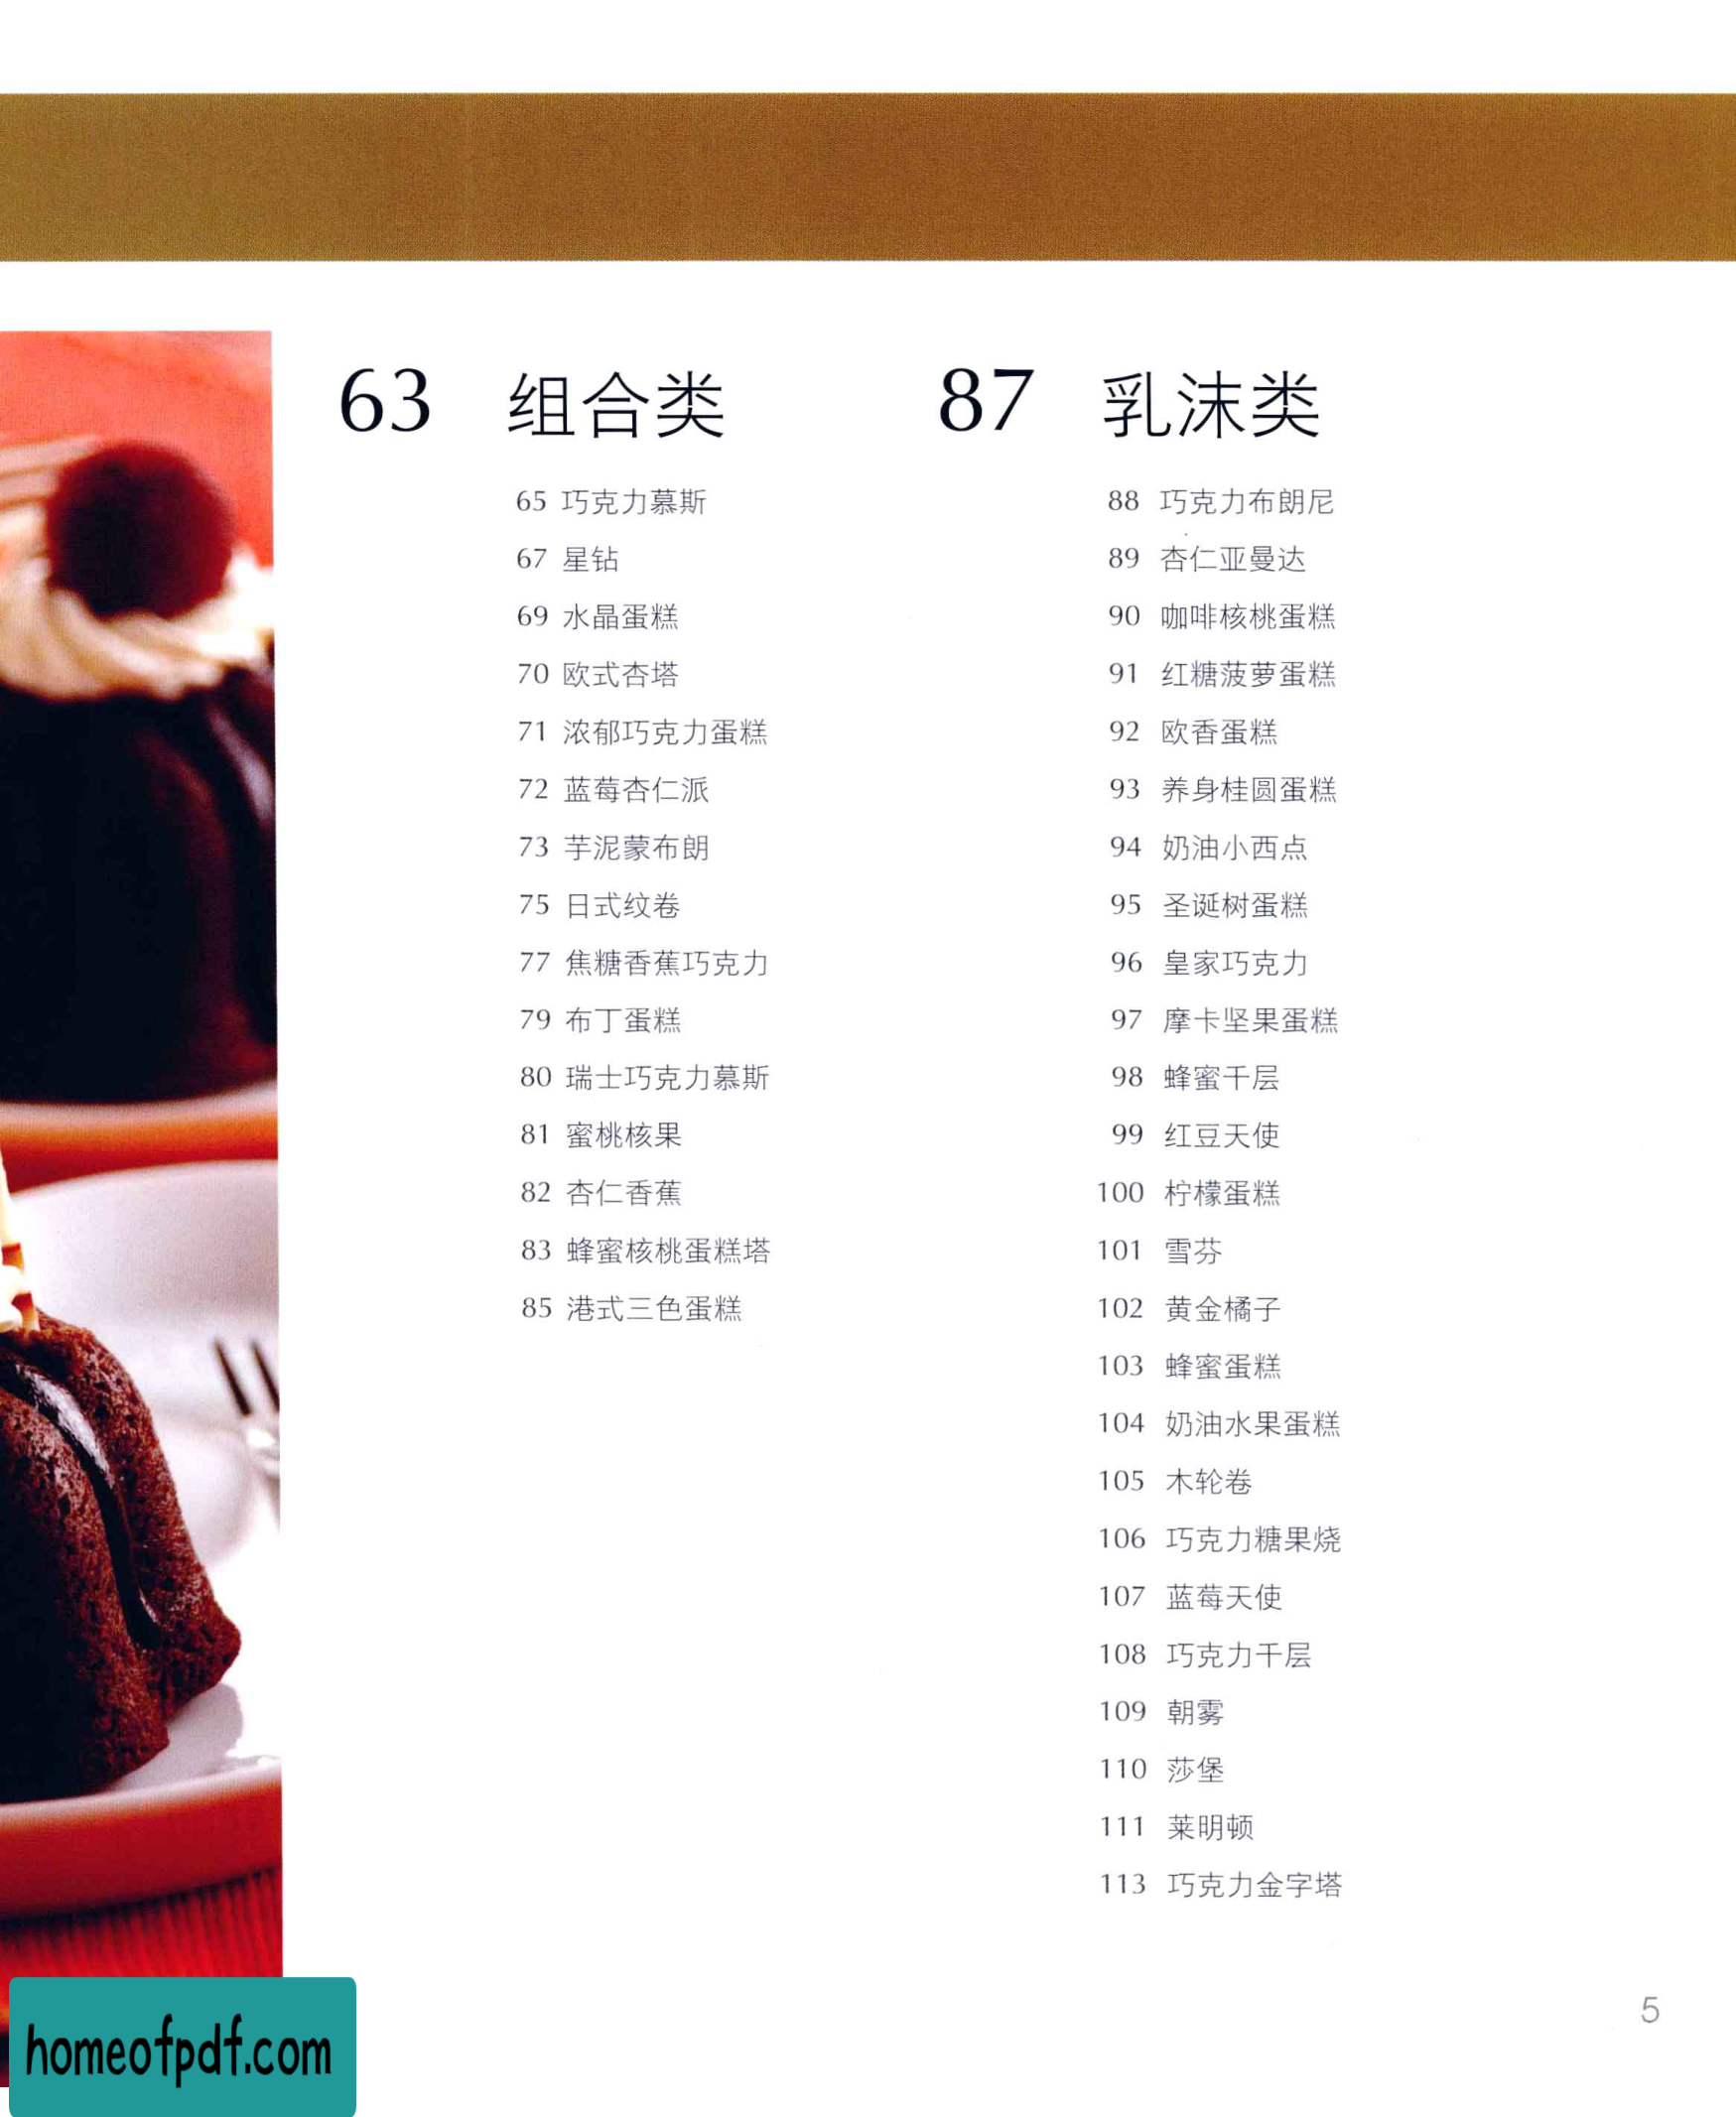 63 组合类
65 巧克力慕斯
67 星钻
69 水晶蛋糕
70 欧式杏塔
71 浓郁巧克力蛋糕
72 蓝莓杏仁派
73 芋泥蒙布朗
75 日式纹卷
77 焦糖香蕉巧克力
79 布丁蛋糕
80 瑞士巧克力慕斯
81 蜜桃核果
82 杏仁香蕉
83 蜂蜜核桃蛋糕塔
85 港式三色蛋糕
87 乳沫类
88 巧克力布朗尼
89 杏仁亚曼达
90 咖啡核桃蛋糕
91 红糖菠萝蛋糕
92 欧香蛋糕
93 养身桂圆蛋糕
94 奶油小西点
95 圣诞树蛋糕
96 皇家巧克力
97 摩卡坚果蛋糕
98 蜂蜜千层
99 红豆天使
100 柠檬蛋糕
101 雪芬
102 黄金橘子
103 蜂蜜蛋糕
104 奶油水果蛋糕
105 木轮卷
106 巧克力糖果烧
107 蓝莓天使
108 巧克力千层
109 朝雾
110 莎堡
111 莱明顿
113 巧克力金字塔
5
homeofpdf.com